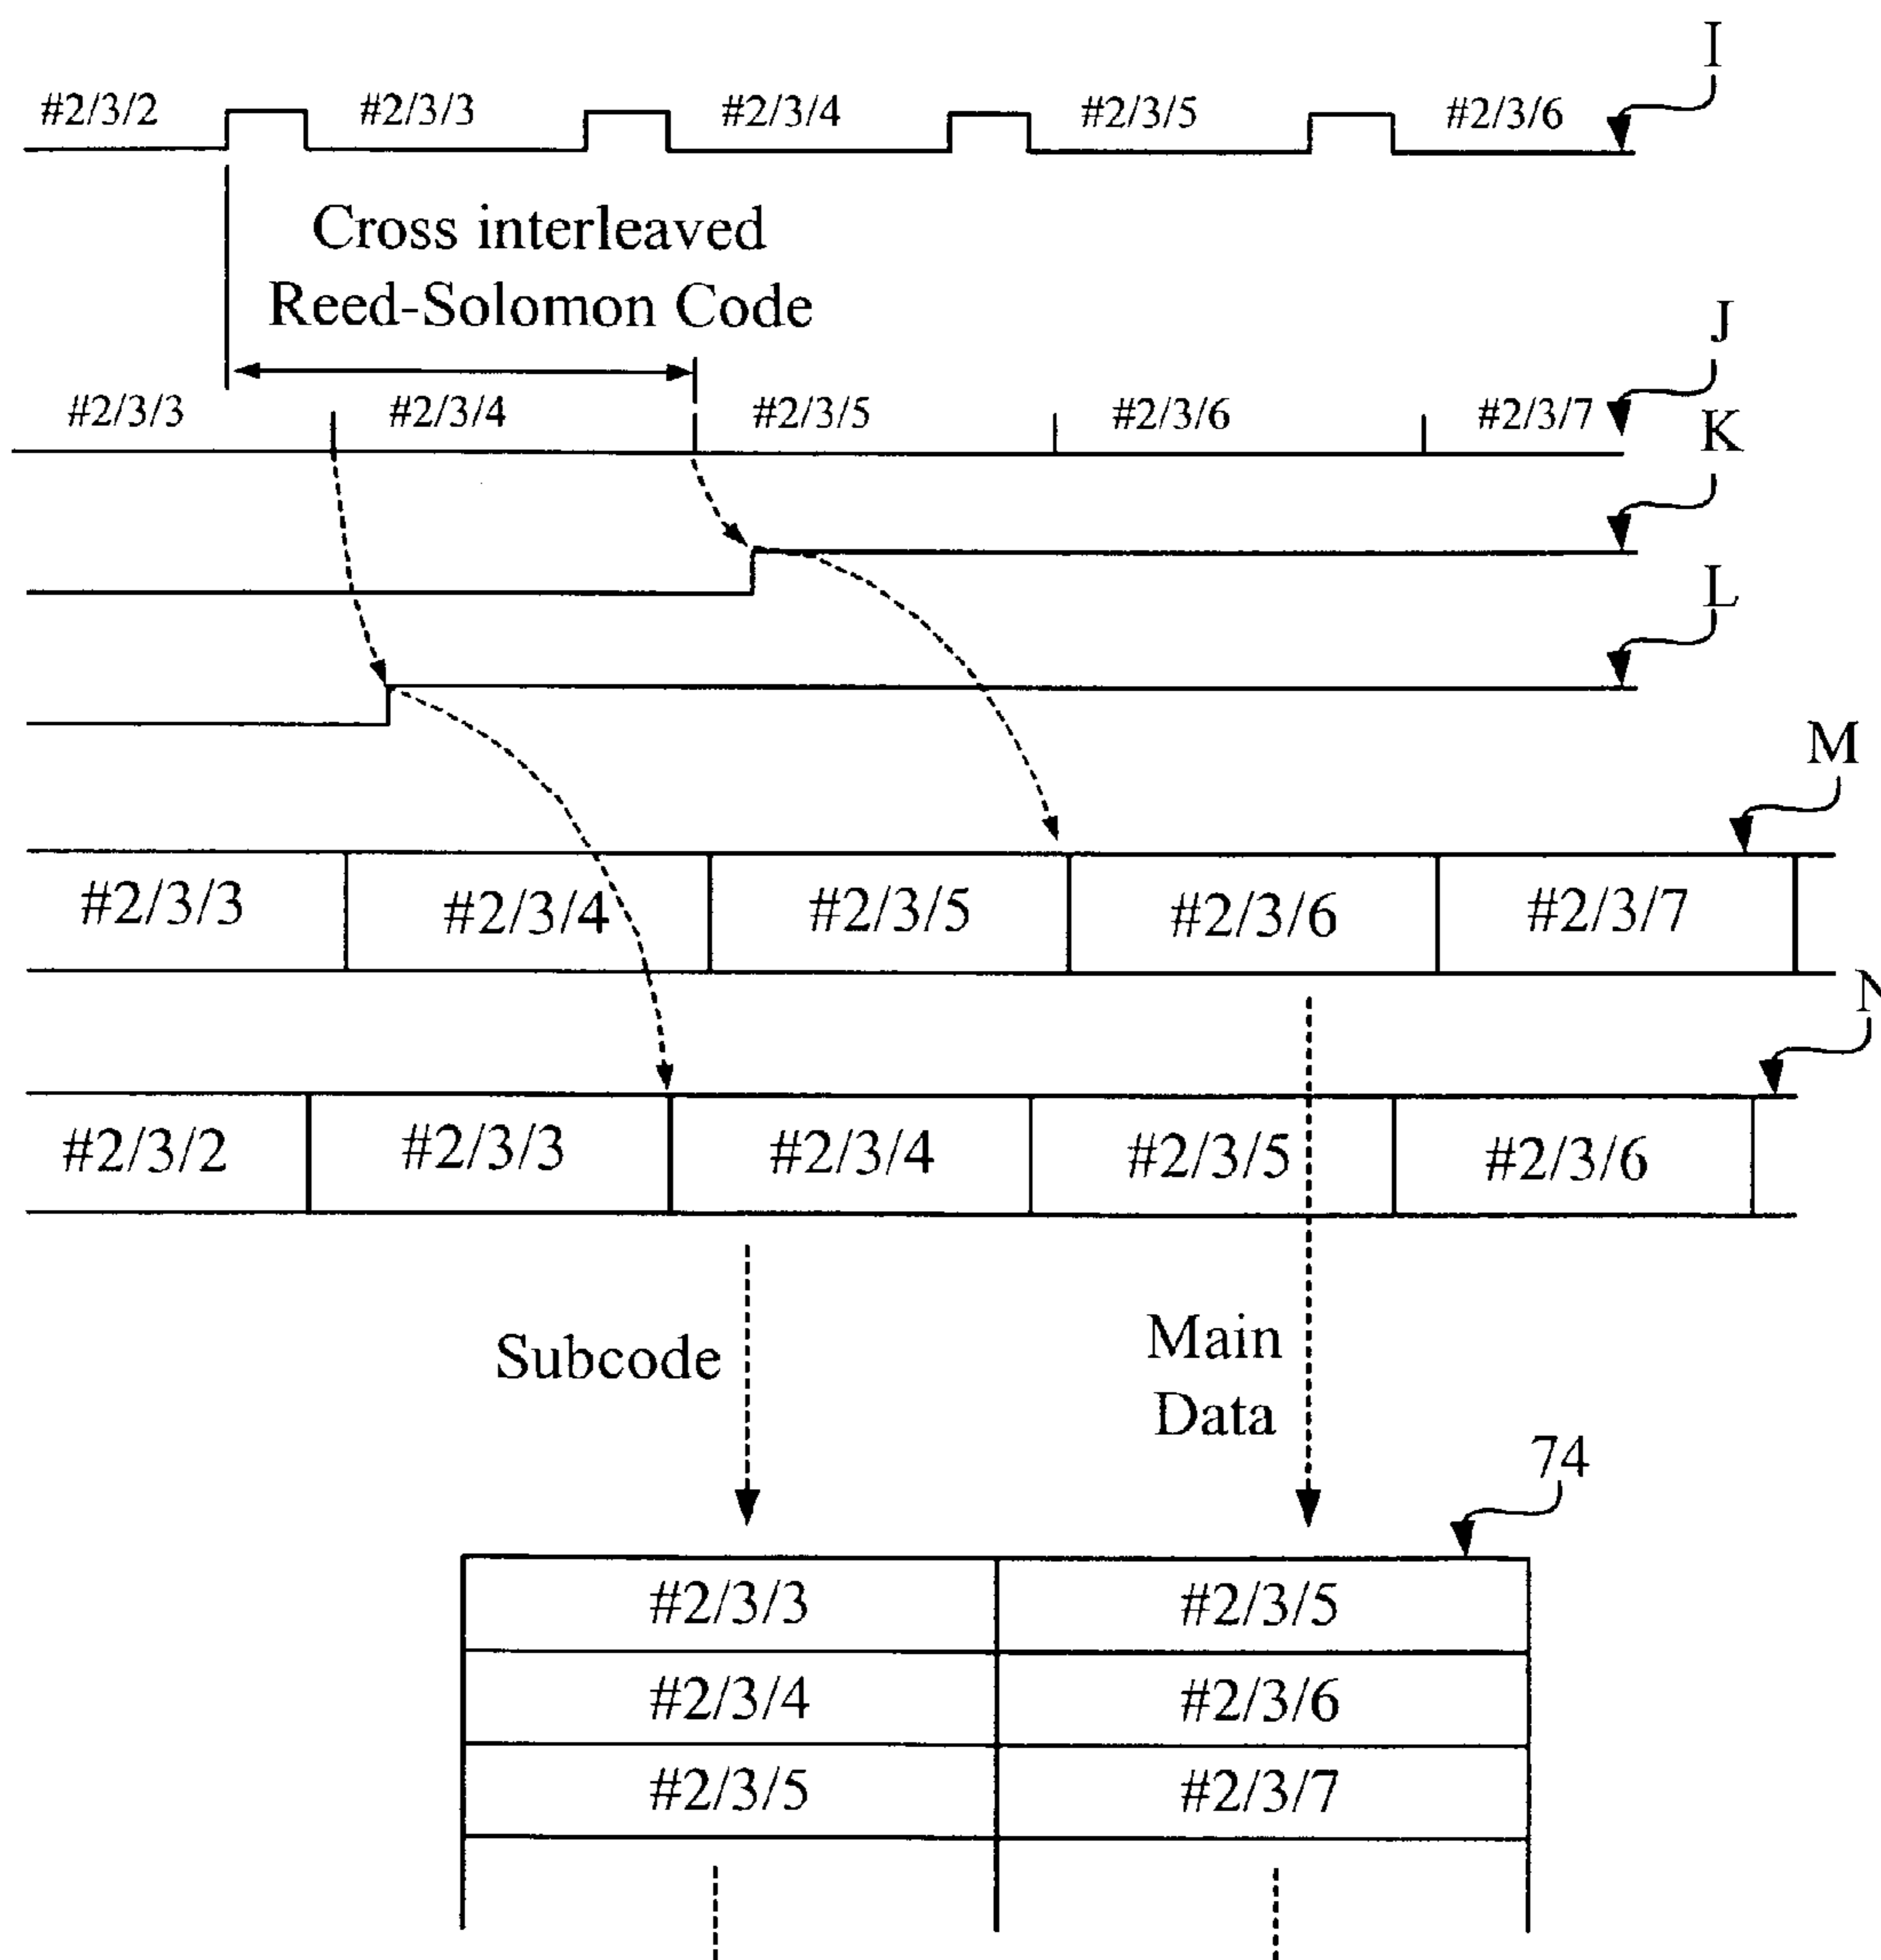 I
#2/3/2 #2/3/3 #2/3/4 #2/3/5 #2/3/6
Cross interleaved
Reed-Solomon Code
J
#2/3/3 #2/3/4 #2/3/5 #2/3/6 #2/3/7
K
L
M
#2/3/3 #2/3/4 #2/3/5 #2/3/6 #2/3/7
N
#2/3/2 #2/3/3 #2/3/4 #2/3/5 #2/3/6
Subcode
Main
Data
74
#2/3/3 #2/3/5
#2/3/4 #2/3/6
#2/3/5 #2/3/7